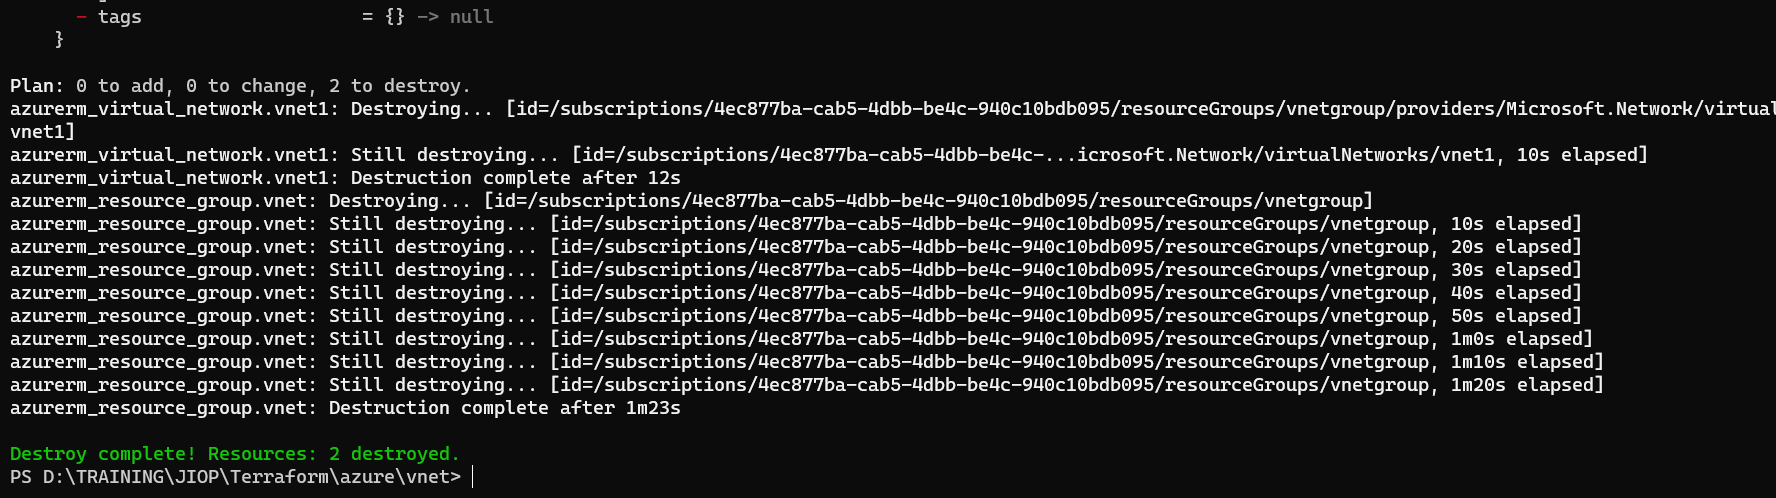 - tags = {} -> null
}
Plan: 0 to add, 0 to change, 2 to destroy.
azurerm_virtual_network.vnet1: Destroying... [id=/subscriptions/4ec877ba-cab5-4dbb-be4c-940c10bdb095/resourceGroups/vnetgroup/providers/Microsoft.Network/virtual
vnet1]
azurerm_virtual_network.vnet1: Still destroying... [id=/subscriptions/4ec877ba-cab5-4dbb-be4c-...icrosoft.Network/virtualNetworks/vnet1, 10s elapsed]
azurerm_virtual_network.vnet1: Destruction complete after 12s
azurerm_resource_group.vnet: Destroying... [id=/subscriptions/4ec877ba-cab5-4dbb-be4c-940c10bdb095/resourceGroups/vnetgroup]
azurerm_resource_group.vnet: Still destroying... [id=/subscriptions/4ec877ba-cab5-4dbb-be4c-940c10bdb095/resourceGroups/vnetgroup, 10s elapsed]
azurerm_resource_group.vnet: Still destroying... [id=/subscriptions/4ec877ba-cab5-4dbb-be4c-940c10bdb095/resourceGroups/vnetgroup, 20s elapsed]
azurerm_resource_group.vnet: Still destroying... [id=/subscriptions/4ec877ba-cab5-4dbb-be4c-940c10bdb095/resourceGroups/vnetgroup, 30s elapsed]
azurerm_resource_group.vnet: Still destroying... [id=/subscriptions/4ec877ba-cab5-4dbb-be4c-940c10bdb095/resourceGroups/vnetgroup, 40s elapsed]
azurerm_resource_group.vnet: Still destroying... [id=/subscriptions/4ec877ba-cab5-4dbb-be4c-940c10bdb095/resourceGroups/vnetgroup, 50s elapsed]
azurerm_resource_group.vnet: Still destroying... [id=/subscriptions/4ec877ba-cab5-4dbb-be4c-940c10bdb095/resourceGroups/vnetgroup, 1m0s elapsed]
azurerm_resource_group.vnet: Still destroying... [id=/subscriptions/4ec877ba-cab5-4dbb-be4c-940c10bdb095/resourceGroups/vnetgroup, 1m10s elapsed]
azurerm_resource_group.vnet: Still destroying... [id=/subscriptions/4ec877ba-cab5-4dbb-be4c-940c10bdb095/resourceGroups/vnetgroup, 1m20s elapsed]
azurerm_resource_group.vnet: Destruction complete after 1m23s
Destroy complete! Resources: 2 destroyed.
PS D:\TRAINING\JIOP\Terraform\azure\vnet>